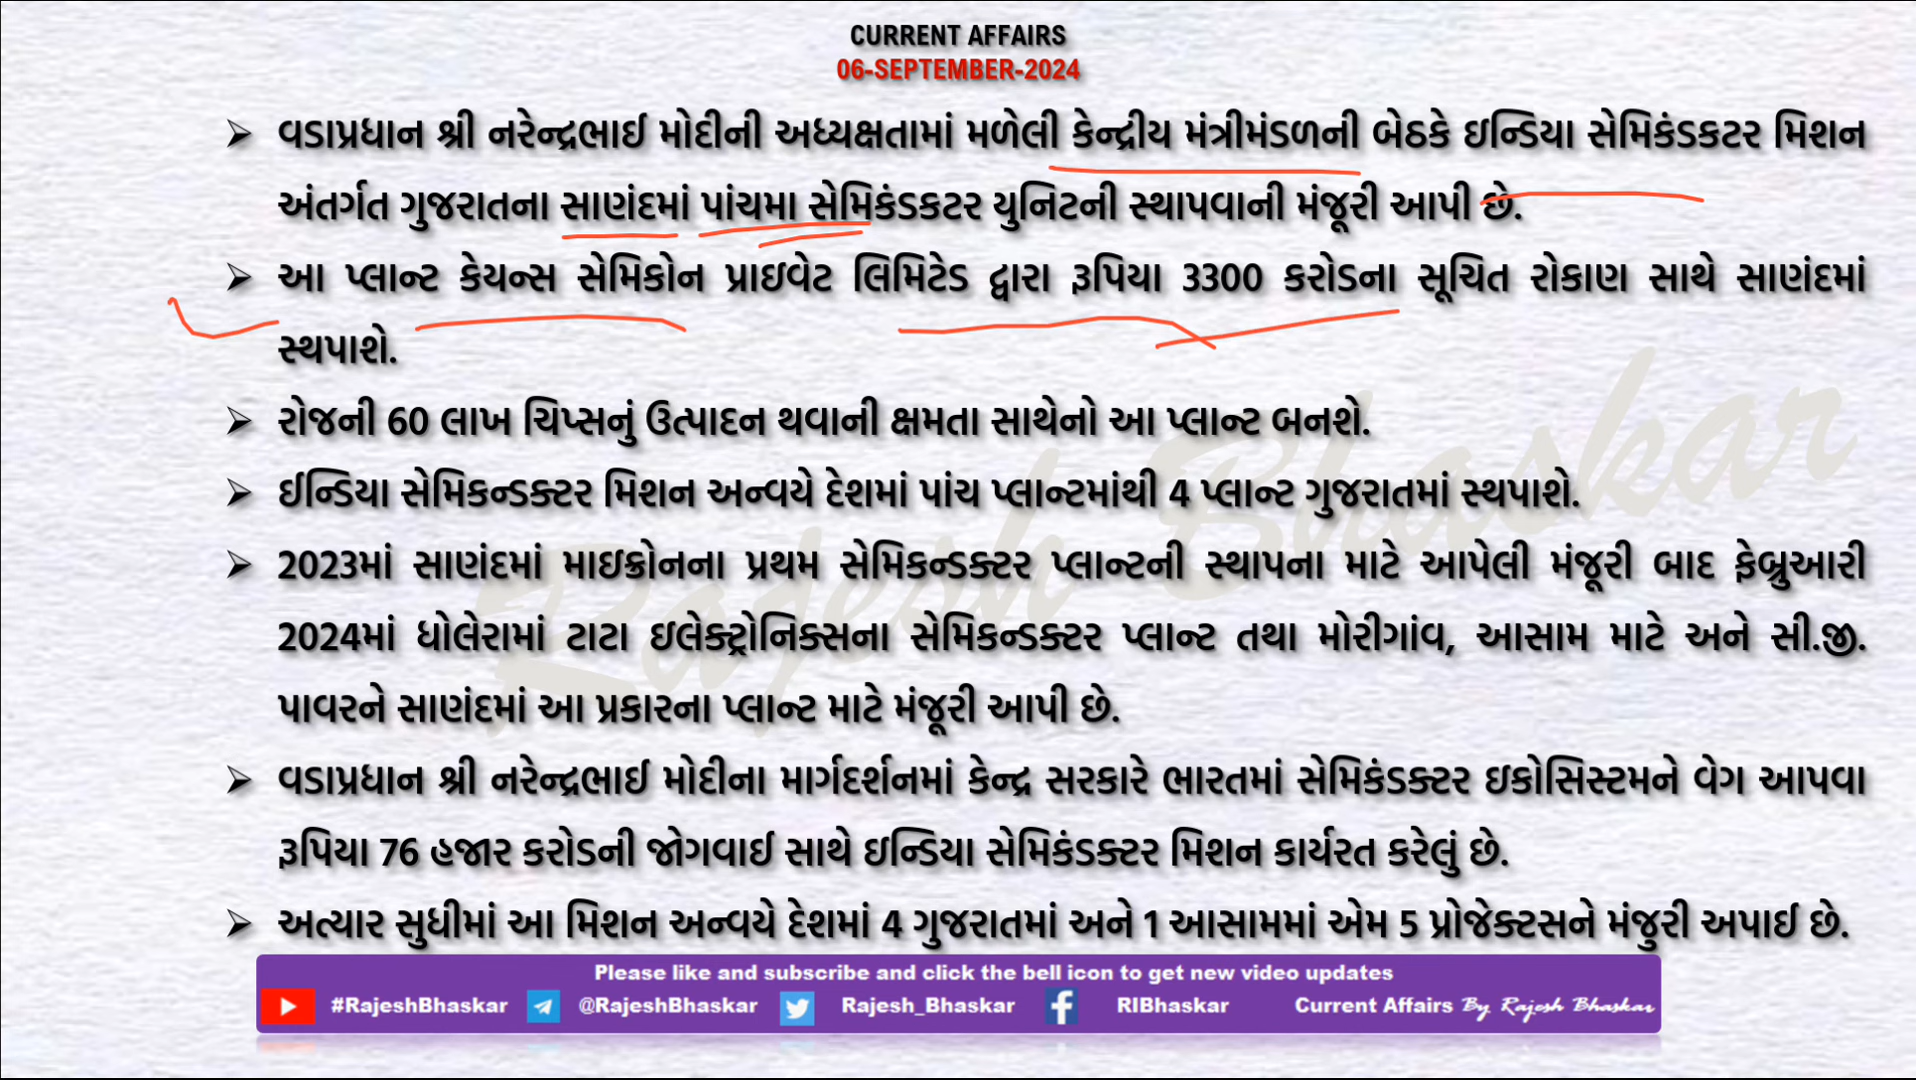 CURRENT AFFAIRS
06-SEPTEMBER-2024
➢ વડાપ્રધાન શ્રી નરેન્દ્રભાઈ મોદીની અધ્યક્ષતામાં મળેલી કેન્દ્રીય મંત્રીમંડળની બેઠકે ઇન્ડિયા સેમિકંડકટર મિશન
અંતર્ગત ગુજરાતના સાણંદમાં પાંચમા સેમિકંડકટર યુનિટની સ્થાપવાની મંજૂરી આપી છે.
➢ આ પ્લાન્ટ કેયન્સ સેમિકોન પ્રાઇવેટ લિમિટેડ દ્વારા રૂપિયા 3300 કરોડના સૂચિત રોકાણ સાથે સાણંદમાં
સ્થપાશે.
➢ રોજની 60 લાખ ચિપ્સનું ઉત્પાદન થવાની ક્ષમતા સાથેનો આ પ્લાન્ટ બનશે.
➢ ઈન્ડિયા સેમિકન્ડક્ટર મિશન અન્વયે દેશમાં પાંચ પ્લાન્ટમાંથી 4 પ્લાન્ટ ગુજરાતમાં સ્થપાશે.
➢ 2023માં સાણંદમાં માઇક્રોનના પ્રથમ સેમિકન્ડક્ટર પ્લાન્ટની સ્થાપના માટે આપેલી મંજૂરી બાદ ફેબ્રુઆરી
2024માં ધોલેરામાં ટાટા ઇલેક્ટ્રોનિક્સના સેમિકન્ડક્ટર પ્લાન્ટ તથા મોરીગાંવ, આસામ માટે અને સી.જી.
પાવરને સાણંદમાં આ પ્રકારના પ્લાન્ટ માટે મંજૂરી આપી છે.
➢ વડાપ્રધાન શ્રી નરેન્દ્રભાઈ મોદીના માર્ગદર્શનમાં કેન્દ્ર સરકારે ભારતમાં સેમિકંડક્ટર ઇકોસિસ્ટમને વેગ આપવા
રૂપિયા 76 હજાર કરોડની જોગવાઈ સાથે ઇન્ડિયા સેમિકંડક્ટર મિશન કાર્યરત કરેલું છે.
➢ અત્યાર સુધીમાં આ મિશન અન્વયે દેશમાં 4 ગુજરાતમાં અને 1 આસામમાં એમ 5 પ્રોજેક્ટસને મંજુરી અપાઈ છે.
Rajesh Bhaskar
Please like and subscribe and click the bell icon to get new video updates
#RajeshBhaskar @RajeshBhaskar Rajesh_Bhaskar RIBhaskar Current Affairs By Rajesh Bhaskar